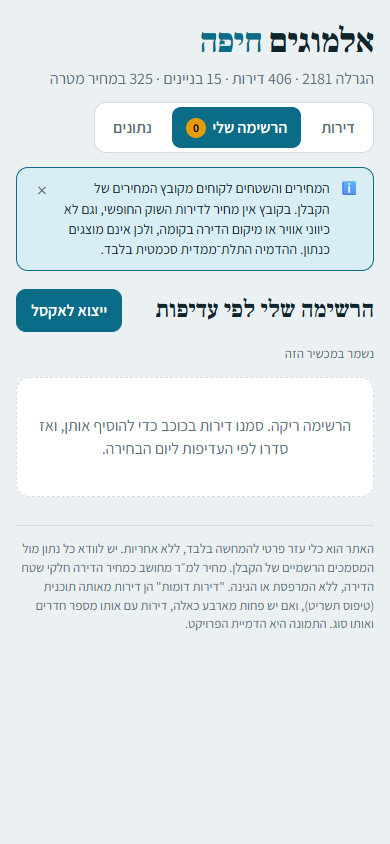 אלמוגים חיפה
הגרלה 2181 · 406 דירות · 15 בניינים · 325 במחיר מטרה
דירות
הרשימה שלי 0
נתונים
המחירים והשטחים לקוחים מקובץ המחירים של
הקבלן. בקובץ אין מחיר לדירות השוק החופשי, וגם לא
כיווני אוויר או מיקום הדירה בקומה, ולכן אינם מוצגים
כנתון. ההדמיה התלת־ממדית סכמטית בלבד.
×
הרשימה שלי לפי עדיפות
ייצוא לאקסל
נשמר במכשיר הזה
הרשימה ריקה. סמנו דירות בכוכב כדי להוסיף אותן, ואז
סדרו לפי העדיפות ליום הבחירה.
האתר הוא כלי עזר פרטי להמחשה בלבד, ללא אחריות. יש לוודא כל נתון מול
המסמכים הרשמיים של הקבלן. מחיר למ״ר מחושב כמחיר הדירה חלקי שטח
הדירה, ללא המרפסת או הגינה. "דירות דומות" הן דירות מאותה תוכנית
(טיפוס תשריט), ואם יש פחות מארבע כאלה, דירות עם אותו מספר חדרים
ואותו סוג. התמונה היא הדמיית הפרויקט.